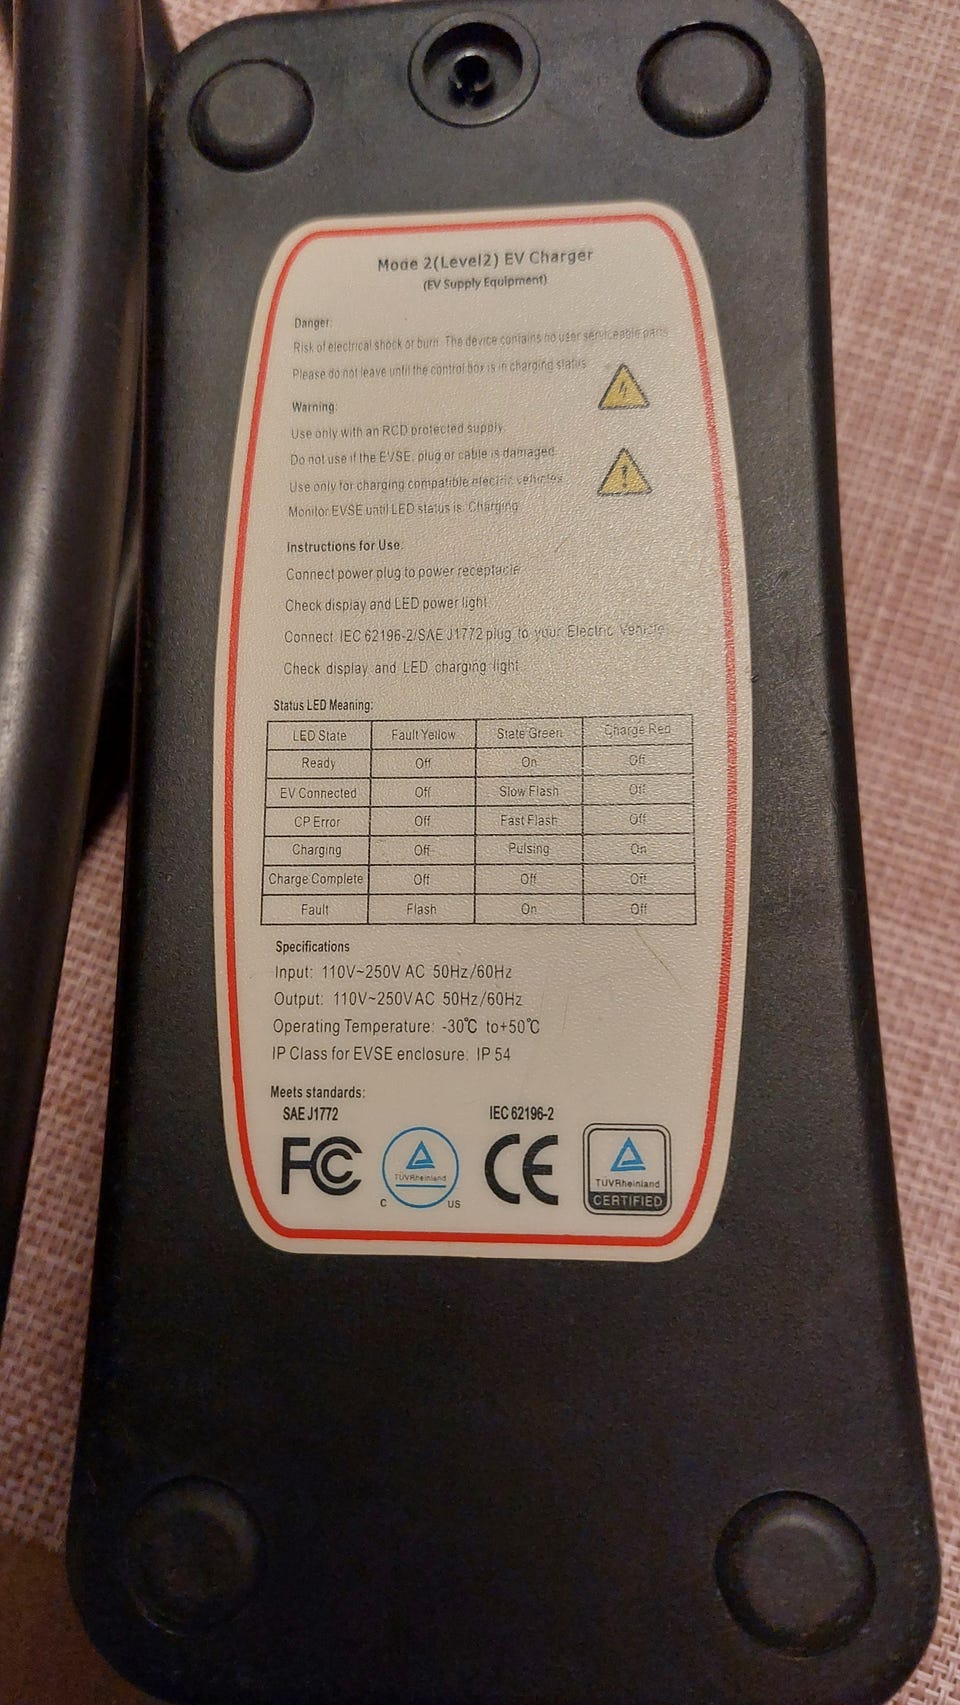 Mode 2(Level2) EV Charger
(EV Supply Equipment)
Danger:
Risk of electrical shock or burn. The device contains no user serviceable parts
Please do not leave until the control box is in charging status
Warning:
Use only with an RCD protected supply.
Do not use if the EVSE, plug or cable is damaged
Use only for charging compatible electric vehicles
Monitor EVSE until LED status is: Charging
Instructions for Use:
Connect power plug to power receptacle
Check display and LED power light.
Connect IEC 62196-2/SAE J1772 plug to your Electric Vehicle
Check display and LED charging light
Status LED Meaning:
LED State Fault Yellow State Green Charge Red
Ready Off On Off
EV Connected Off Slow Flash Off
CP Error Off Fast Flash Off
Charging Off Pulsing On
Charge Complete Off Off Off
Fault Flash On Off
Specifications
Input: 110V~250V AC 50Hz/60Hz
Output: 110V~250VAC 50Hz/60Hz
Operating Temperature: -30℃ to+50℃
IP Class for EVSE enclosure: IP 54
Meets standards:
SAE J1772 IEC 62196-2
FC TÜVRheinland C US CE TÜVRheinland CERTIFIED